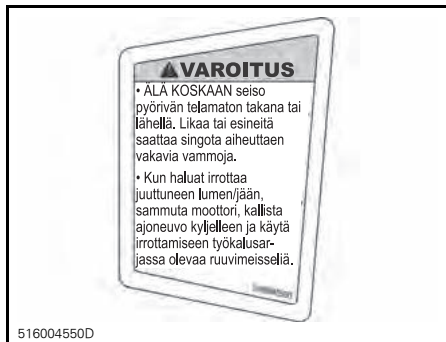 VAROITUS
• ÄLÄ KOSKAAN seiso
pyörivän telamaton takana tai
lähellä. Likaa tai esineitä
saattaa singota aiheuttaen
vakavia vammoja.
• Kun haluat irrottaa
juuttuneen lumen/jään,
sammuta moottori, kallista
ajoneuvo kyljelleen ja käytä
irrottamiseen työkalusar-
jassa olevaa ruuvimeisseliä.
516004550D